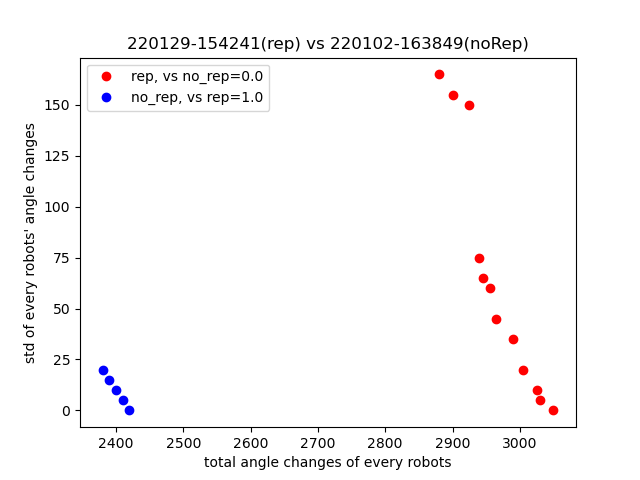 220129-154241(rep) vs 220102-163849(noRep)
rep, vs no_rep=0.0
no_rep, vs rep=1.0
std of every robots' angle changes
150
125
100
75
50
25
0
2400 2500 2600 2700 2800 2900 3000
total angle changes of every robots